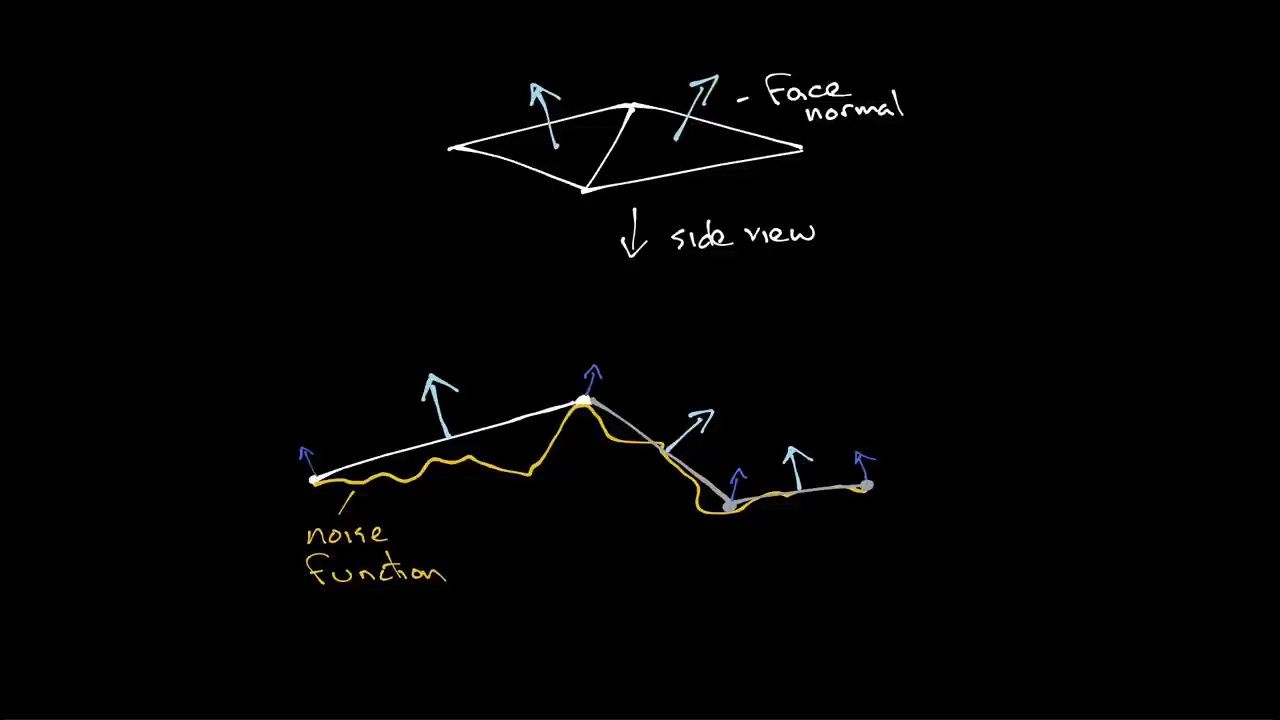 - Face
normal
side view
noise
function